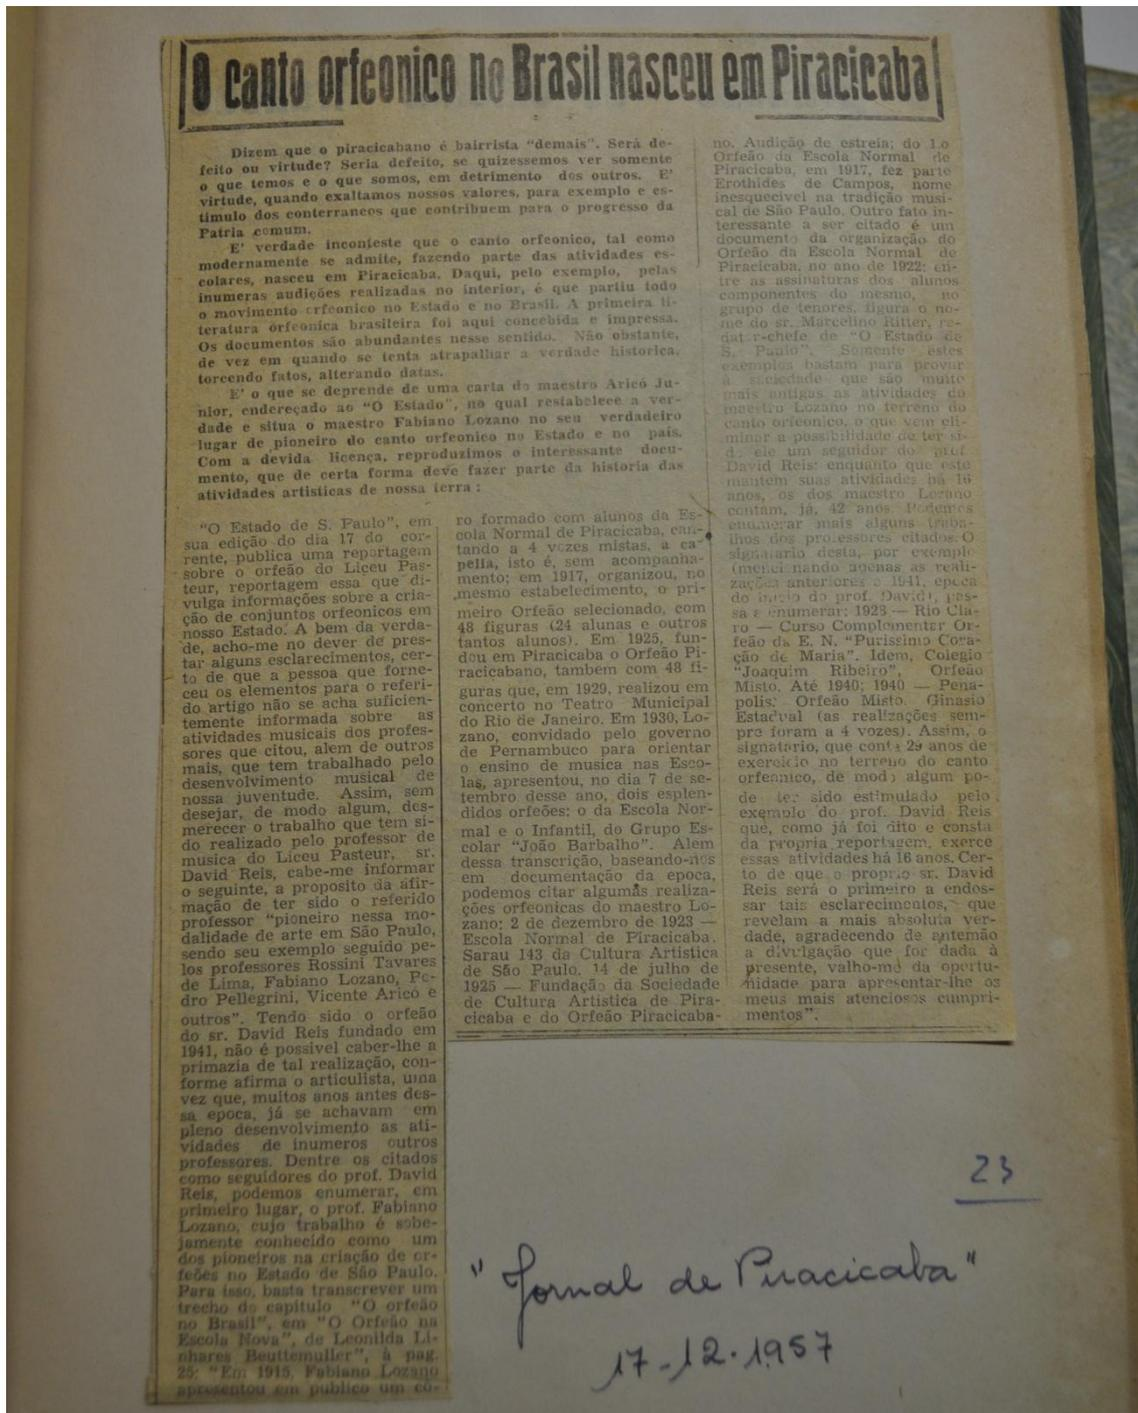 O canto orfeonico no Brasil nasceu em Piracicaba
Dizem que o piracicabano é bairrista "demais". Será de-
feito ou virtude? Seria defeito, se quizessemos ver somente
o que temos e o que somos, em detrimento dos outros. E'
virtude, quando exaltamos nossos valores, para exemplo e es-
timulo dos conterraneos que contribuem para o progresso da
Patria comum.
E' verdade inconteste que o canto orfeonico, tal como
modernamente se admite, fazendo parte das atividades es-
colares, nasceu em Piracicaba. Daqui, pelo exemplo, pelas
inumeras audições realizadas no interior, é que partiu todo
o movimento orfeonico no Estado e no Brasil. A primeira li-
teratura orfeonica brasileira foi aqui concebida e impressa.
Os documentos são abundantes nesse sentido. Não obstante,
de vez em quando se tenta atrapalhar a verdade historica,
torcendo fatos, alterando datas.
E' o que se deprende de uma carta do maestro Aricó Ju-
nior, endereçado ao "O Estado", no qual restabelece a ver-
dade e situa o maestro Fabiano Lozano no seu verdadeiro
lugar de pioneiro do canto orfeonico no Estado e no país.
Com a devida licença, reproduzimos o interessante docu-
mento, que de certa forma deve fazer parte da historia das
atividades artisticas de nossa terra:
"O Estado de S. Paulo", em
sua edição do dia 17 do cor-
rente, publica uma reportagem
sobre o orfeão do Liceu Pas-
teur, reportagem essa que di-
vulga informações sobre a cria-
ção de conjuntos orfeonicos em
nosso Estado. A bem da verda-
de, acho-me no dever de pres-
tar alguns esclarecimentos, cer-
to de que a pessoa que forne-
ceu os elementos para o referi-
do artigo não se acha suficien-
temente informada sobre as
atividades musicais dos profes-
sores que citou, alem de outros
mais, que tem trabalhado pelo
desenvolvimento musical de
nossa juventude. Assim, sem
desejar, de modo algum, des-
merecer o trabalho que tem si-
do realizado pelo professor de
musica do Liceu Pasteur, sr.
David Reis, cabe-me informar
o seguinte, a proposito da afir-
mação de ter sido o referido
professor "pioneiro nessa mo-
dalidade de arte em São Paulo,
sendo seu exemplo seguido pe-
los professores Rossini Tavares
de Lima, Fabiano Lozano, Pe-
dro Pellegrini, Vicente Aricó e
outros". Tendo sido o orfeão
do sr. David Reis fundado em
1941, não é possivel caber-lhe a
primazia de tal realização, con-
forme afirma o articulista, uma
vez que, muitos anos antes des-
sa epoca, já se achavam em
pleno desenvolvimento as ati-
vidades de inumeros outros
professores. Dentre os citados
como seguidores do prof. David
Reis, podemos enumerar, em
primeiro lugar, o prof. Fabiano
Lozano, cujo trabalho é sobe-
jamente conhecido como um
dos pioneiros na criação de or-
feões no Estado de São Paulo.
Para isso, basta transcrever um
trecho do capitulo "O orfeão
no Brasil", em "O Orfeão na
Escola Nova", de Leonilda Li-
nhares Beuttemuller", à pag.
25: "Em 1915, Fabiano Lozano
apresentou em publico um cô-
ro formado com alunos da Es-
cola Normal de Piracicaba, can-
tando a 4 vozes mistas, a ca-
pella, isto é, sem acompanha-
mento; em 1917, organizou, no
mesmo estabelecimento, o pri-
meiro Orfeão selecionado, com
48 figuras (24 alunas e outros
tantos alunos). Em 1925, fun-
dou em Piracicaba o Orfeão Pi-
racicabano, tambem com 48 fi-
guras que, em 1929, realizou em
concerto no Teatro Municipal
do Rio de Janeiro. Em 1930, Lo-
zano, convidado pelo governo
de Pernambuco para orientar
o ensino de musica nas Esco-
las, apresentou, no dia 7 de se-
tembro desse ano, dois esplen-
didos orfeões: o da Escola Nor-
mal e o Infantil, do Grupo Es-
colar "João Barbalho". Alem
dessa transcrição, baseando-nos
em documentação da epoca,
podemos citar algumas realiza-
ções orfeonicas do maestro Lo-
zano: 2 de dezembro de 1923 —
Escola Normal de Piracicaba.
Sarau 143 da Cultura Artistica
de São Paulo. 14 de julho de
1925 — Fundação da Sociedade
de Cultura Artistica de Pira-
cicaba e do Orfeão Piracicaba-
no. Audição de estreia; do 1.o
Orfeão da Escola Normal de
Piracicaba, em 1917, fez parte
Erothides de Campos, nome
inesquecivel na tradição musi-
cal de São Paulo. Outro fato in-
teressante a ser citado é um
documento da organização do
Orfeão da Escola Normal de
Piracicaba, no ano de 1922: en-
tre as assinaturas dos alunos
componentes do mesmo, no
grupo de tenores, figura o no-
me do sr. Marcelino Ritter, re-
dator-chefe de "O Estado de
S. Paulo". Somente estes
exemplos bastam para provar
à saciedade que são muito
mais antigas as atividades do
maestro Lozano no terreno do
canto orfeonico, o que vem eli-
minar a possibilidade de ter si-
do ele um seguidor do prof.
David Reis: enquanto que este
mantém suas atividades há 16
anos, os dos maestro Lozano
contam, já, 42 anos. Podemos
enumerar mais alguns traba-
lhos dos professores citados. O
signatario desta, por exemplo
(mencionando apenas as reali-
zações anteriores a 1941, epoca
do inicio do prof. David), pas-
sa a enumerar: 1928 — Rio Cla-
ro — Curso Complementar Or-
feão da E. N. "Purissimo Cora-
ção de Maria". Idem, Colegio
"Joaquim Ribeiro", Orfeão
Misto. Até 1940; 1940 — Pena-
polis: Orfeão Misto. Ginasio
Estadual (as realizações sem-
pre foram a 4 vozes). Assim, o
signatario, que conta 29 anos de
exercicio no terreno do canto
orfeonico, de modo algum po-
de ter sido estimulado pelo
exemplo do prof. David Reis
que, como já foi dito e consta
da propria reportagem, exerce
essas atividades há 16 anos. Cer-
to de que o proprio sr. David
Reis será o primeiro a endos-
sar tais esclarecimentos, que
revelam a mais absoluta ver-
dade, agradecendo de antemão
a divulgação que for dada à
presente, valho-me da oportu-
nidade para apresentar-lhe os
meus mais atenciosos cumpri-
mentos".
23
"Jornal de Piracicaba"
17-12-1957